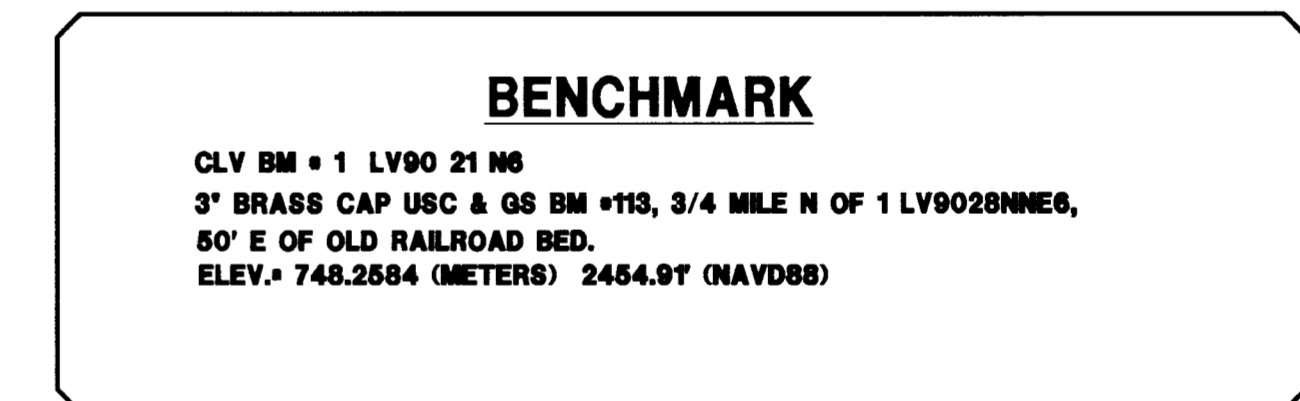 BENCHMARK
CLV BM # 1 LV90 21 N6
3" BRASS CAP USC & GS BM #113, 3/4 MILE N OF 1 LV9028NNE6,
50' E OF OLD RAILROAD BED.
ELEV.= 748.2584 (METERS) 2454.91' (NAVD88)